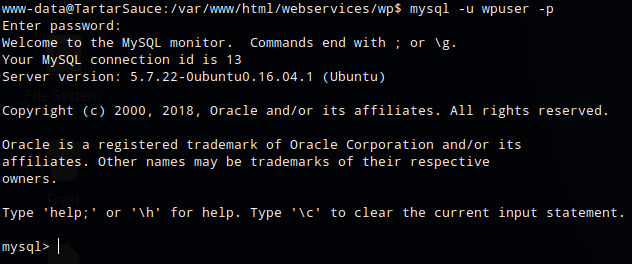 www-data@TartarSauce:/var/www/html/webservices/wp$ mysql -u wpuser -p
Enter password:
Welcome to the MySQL monitor.  Commands end with ; or \g.
Your MySQL connection id is 13
Server version: 5.7.22-0ubuntu0.16.04.1 (Ubuntu)
File System
Copyright (c) 2000, 2018, Oracle and/or its affiliates. All rights reserved.
Oracle is a registered trademark of Oracle Corporation and/or its
affiliates. Other names may be trademarks of their respective
owners.
Trash
Type 'help;' or '\h' for help. Type '\c' to clear the current input statement.
mysql>